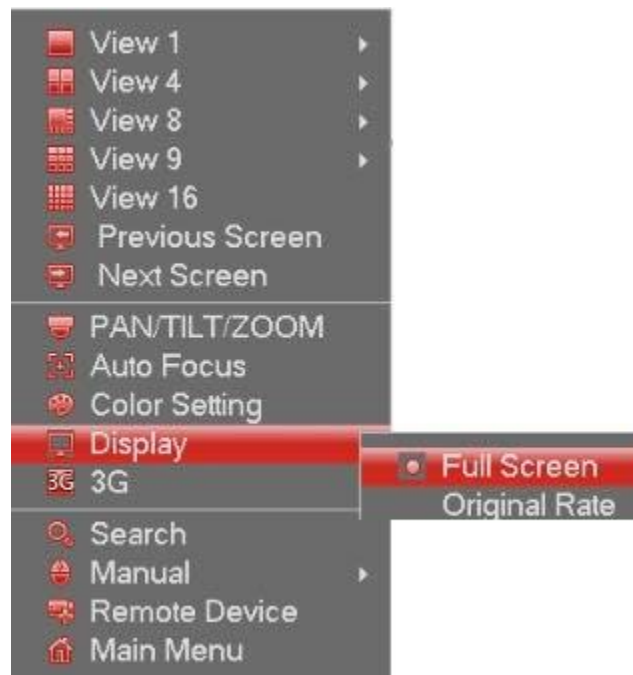 View 1
View 4
View 8
View 9
View 16
Previous Screen
Next Screen
PAN/TILT/ZOOM
Auto Focus
Color Setting
Display
Full Screen
3G 3G
Original Rate
Search
Manual
Remote Device
Main Menu